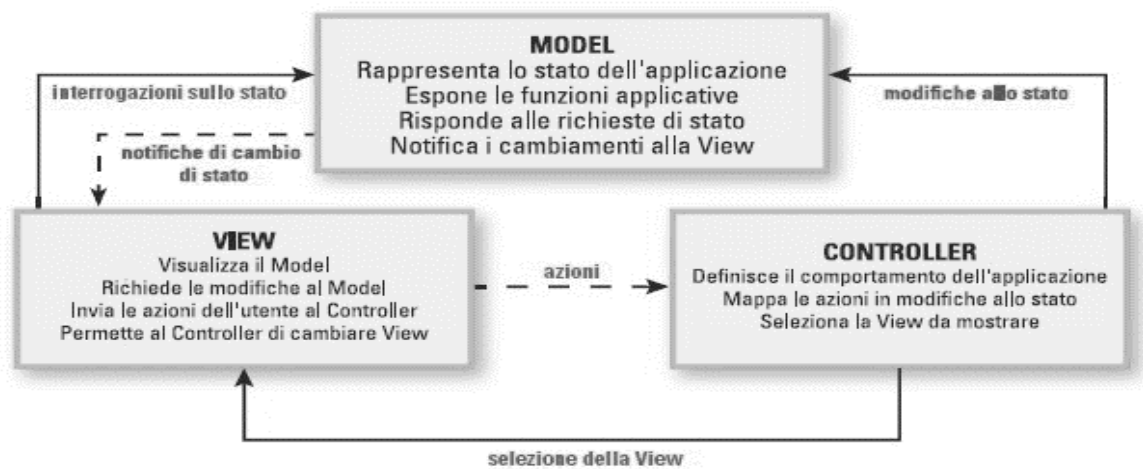 MODEL
Rappresenta lo stato dell'applicazione
Espone le funzioni applicative
Risponde alle richieste di stato
Notifica i cambiamenti alla View
interrogazioni sullo stato
modifiche allo stato
notifiche di cambio
di stato
VIEW
Visualizza il Model
Richiede le modifiche al Model
Invia le azioni dell'utente al Controller
Permette al Controller di cambiare View
azioni
CONTROLLER
Definisce il comportamento dell'applicazione
Mappa le azioni in modifiche allo stato
Seleziona la View da mostrare
selezione della View